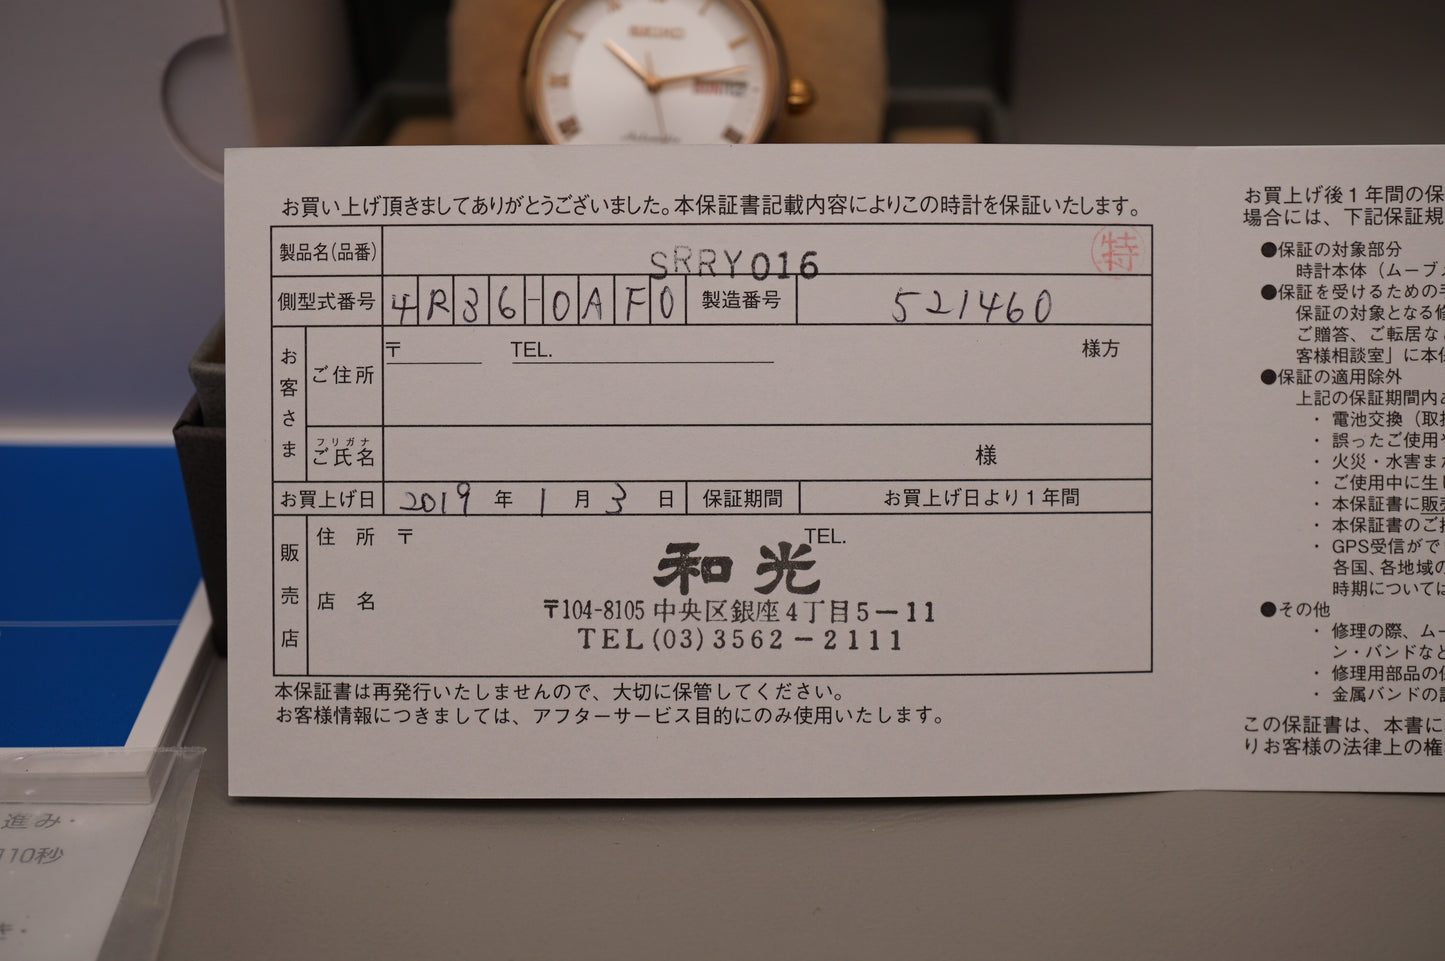 SEIKO
Automatic
お買い上げ頂きましてありがとうございました。本保証書記載内容によりこの時計を保証いたします。
製品名(品番) SRRY016 特
側型式番号 4R36-0AF0 製造番号 521460
お客さま
ご住所 〒 TEL. 様方
フリガナ
ご氏名 様
お買上げ日 2019 年 1 月 3 日 保証期間 お買上げ日より1年間
販売店
住所 〒 TEL.
店名
和光
〒104-8105 中央区銀座4丁目5-11
TEL(03)3562-2111
本保証書は再発行いたしませんので、大切に保管してください。
お客様情報につきましては、アフターサービス目的にのみ使用いたします。
お買上げ後1年間の保
場合には、下記保証規
●保証の対象部分
時計本体（ムーブメ
●保証を受けるための手
保証の対象となる修
ご贈答、ご転居な
客様相談室」に本保
●保証の適用除外
上記の保証期間内
・電池交換（取
・誤ったご使用
・火災・水害また
・ご使用中に生じ
・本保証書に販売
・本保証書のご
・GPS受信がで
各国、各地域の
時期については
●その他
・修理の際、ムー
ン・バンドなど
・修理用部品の
・金属バンドの
この保証書は、本書に
りお客様の法律上の権
進み・
110秒